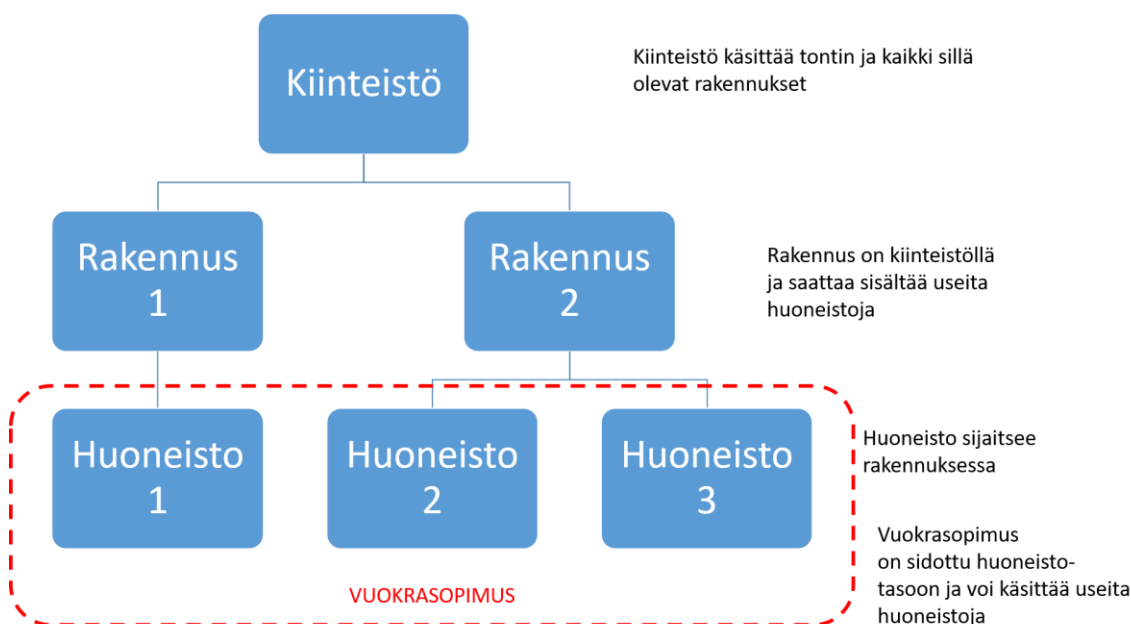 Kiinteistö
Kiinteistö käsittää tontin ja kaikki sillä
olevat rakennukset
Rakennus
1
Rakennus
2
Rakennus on kiinteistöllä
ja saattaa sisältää useita
huoneistoja
Huoneisto
1
Huoneisto
2
Huoneisto
3
Huoneisto sijaitsee
rakennuksessa
VUOKRASOPIMUS
Vuokrasopimus
on sidottu huoneisto-
tasoon ja voi käsittää useita
huoneistoja